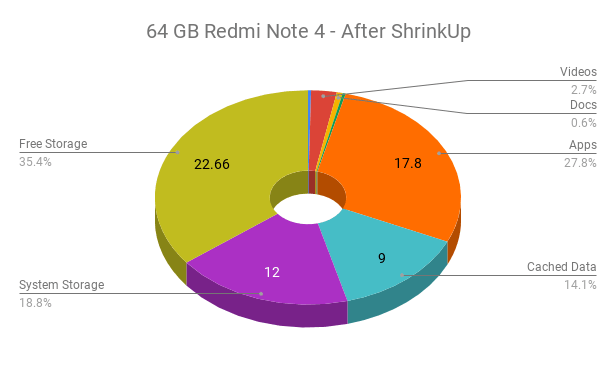 64 GB Redmi Note 4 - After ShrinkUp
Videos
2.7%
Docs
0.6%
Apps
27.8%
Free Storage
35.4%
22.66
17.8
9
12
Cached Data
14.1%
System Storage
18.8%